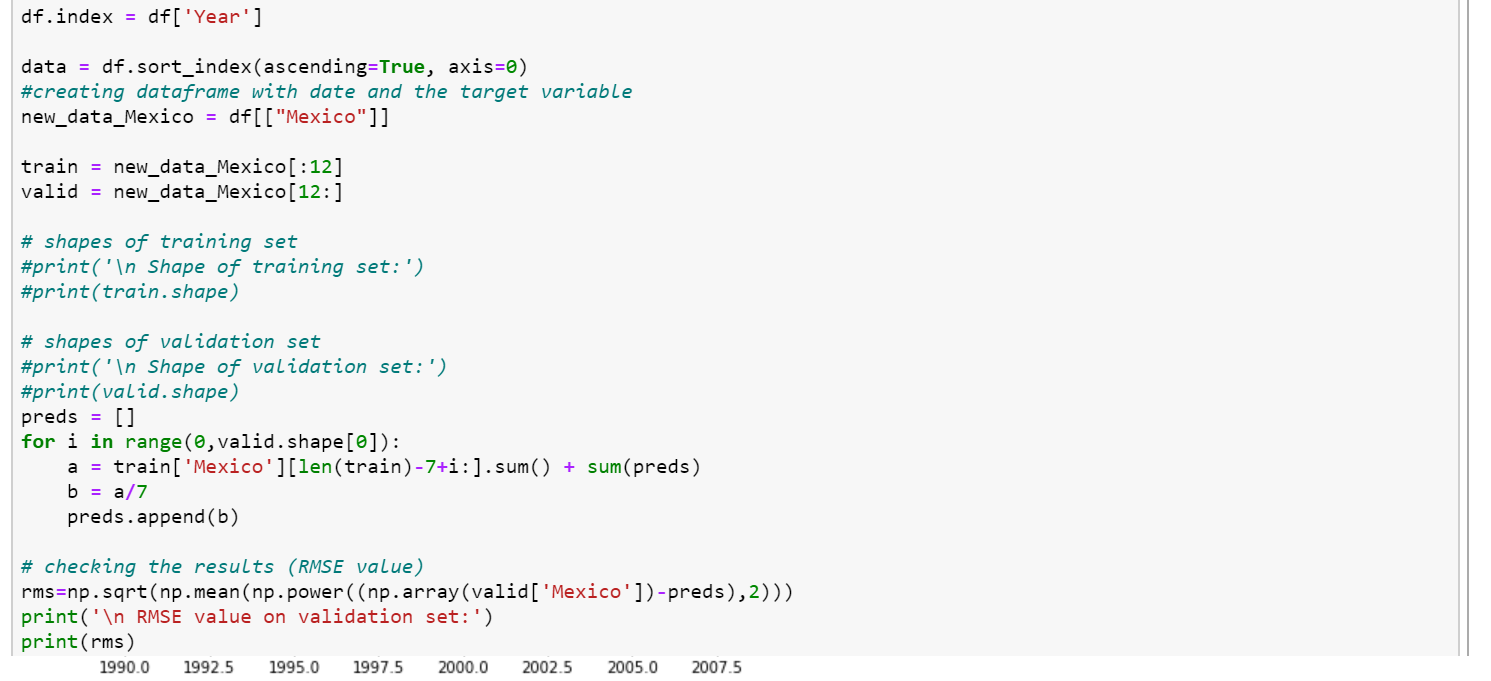 df.index = df['Year']
data = df.sort_index(ascending=True, axis=0)
#creating dataframe with date and the target variable
new_data_Mexico = df[["Mexico"]]
train = new_data_Mexico[:12]
valid = new_data_Mexico[12:]
# shapes of training set
#print('\n Shape of training set:')
#print(train.shape)
# shapes of validation set
#print('\n Shape of validation set:')
#print(valid.shape)
preds = []
for i in range(0,valid.shape[0]):
    a = train['Mexico'][len(train)-7+i:].sum() + sum(preds)
    b = a/7
    preds.append(b)
# checking the results (RMSE value)
rms=np.sqrt(np.mean(np.power((np.array(valid['Mexico'])-preds),2)))
print('\n RMSE value on validation set:')
print(rms)
1990.0 1992.5 1995.0 1997.5 2000.0 2002.5 2005.0 2007.5